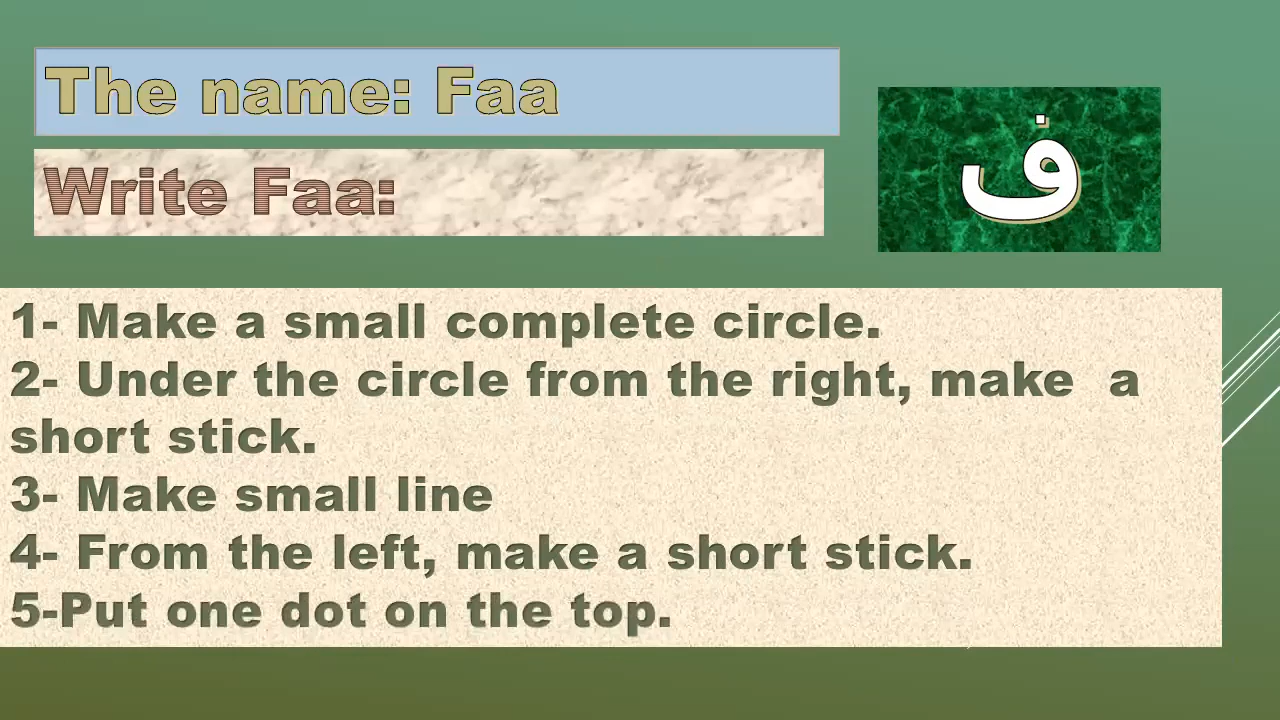 The name: Faa
ف
Write Faa:
1- Make a small complete circle.
2- Under the circle from the right, make  a
short stick.
3- Make small line
4- From the left, make a short stick.
5-Put one dot on the top.